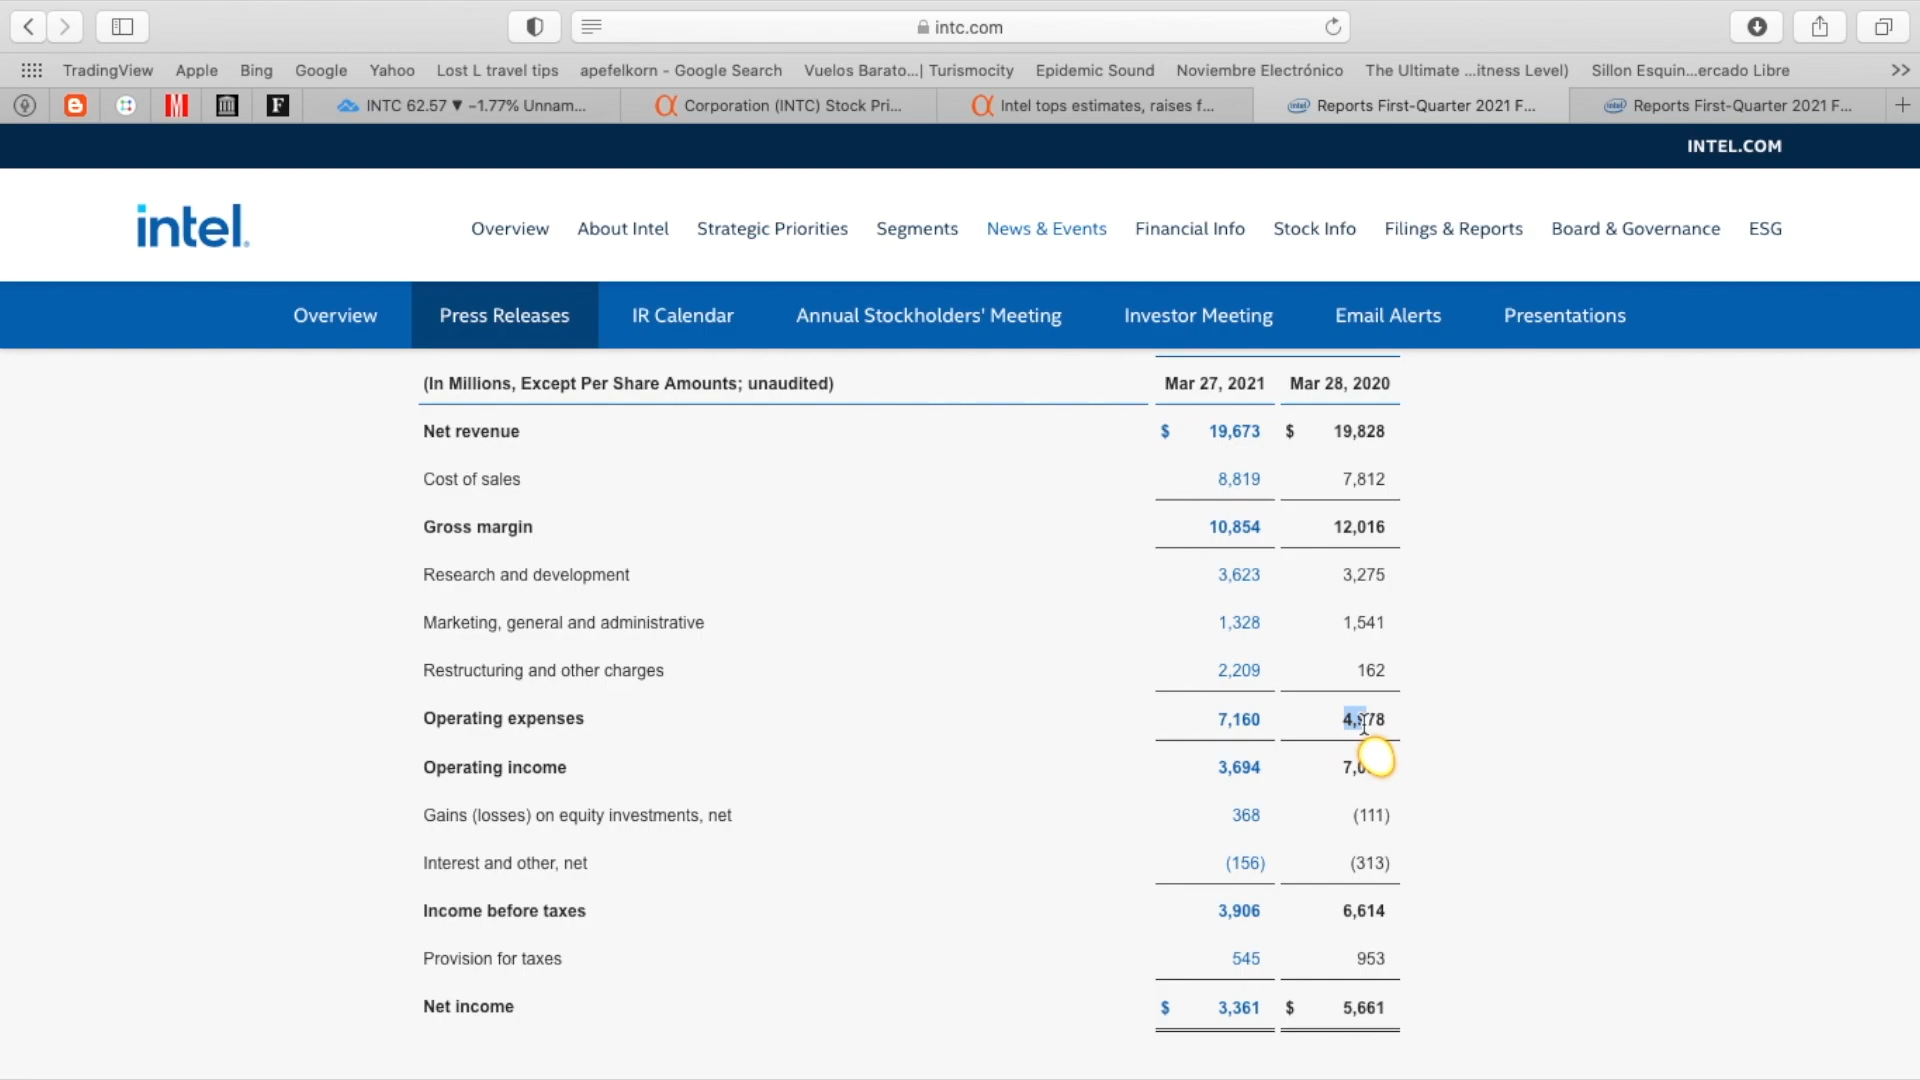 intc.com
TradingView Apple Bing Google Yahoo Lost L travel tips apefelkorn - Google Search Vuelos Barato...| Turismocity Epidemic Sound Noviembre Electrónico The Ultimate ...itness Level) Sillon Esquin...ercado Libre >>
M F INTC 62.57 ▼ −1.77% Unnam... Corporation (INTC) Stock Pri... Intel tops estimates, raises f... Reports First-Quarter 2021 F... Reports First-Quarter 2021 F... +
INTEL.COM
intel. Overview About Intel Strategic Priorities Segments News & Events Financial Info Stock Info Filings & Reports Board & Governance ESG
Overview Press Releases IR Calendar Annual Stockholders' Meeting Investor Meeting Email Alerts Presentations
(In Millions, Except Per Share Amounts; unaudited) Mar 27, 2021 Mar 28, 2020
Net revenue $ 19,673 $ 19,828
Cost of sales 8,819 7,812
Gross margin 10,854 12,016
Research and development 3,623 3,275
Marketing, general and administrative 1,328 1,541
Restructuring and other charges 2,209 162
Operating expenses 7,160
Operating income 3,694
Gains (losses) on equity investments, net 368 (111)
Interest and other, net (156) (313)
Income before taxes 3,906 6,614
Provision for taxes 545 953
Net income $ 3,361 $ 5,661